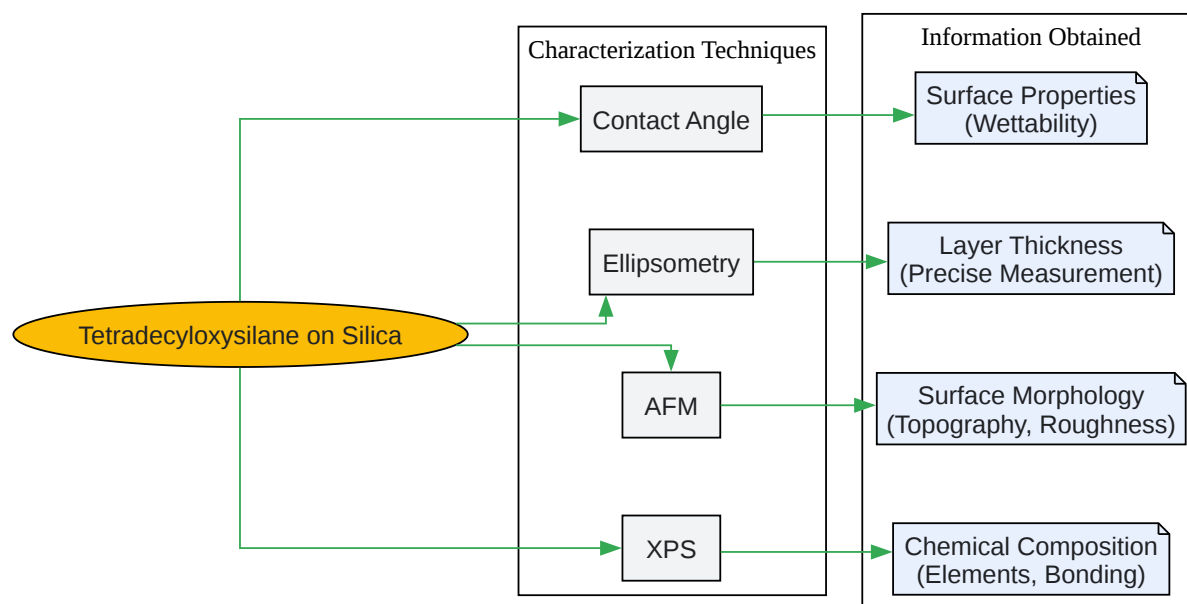 Characterization Techniques
Information Obtained
Contact Angle
Surface Properties
(Wettability)
Ellipsometry
Layer Thickness
(Precise Measurement)
Tetradecyloxysilane on Silica
AFM
Surface Morphology
(Topography, Roughness)
XPS
Chemical Composition
(Elements, Bonding)